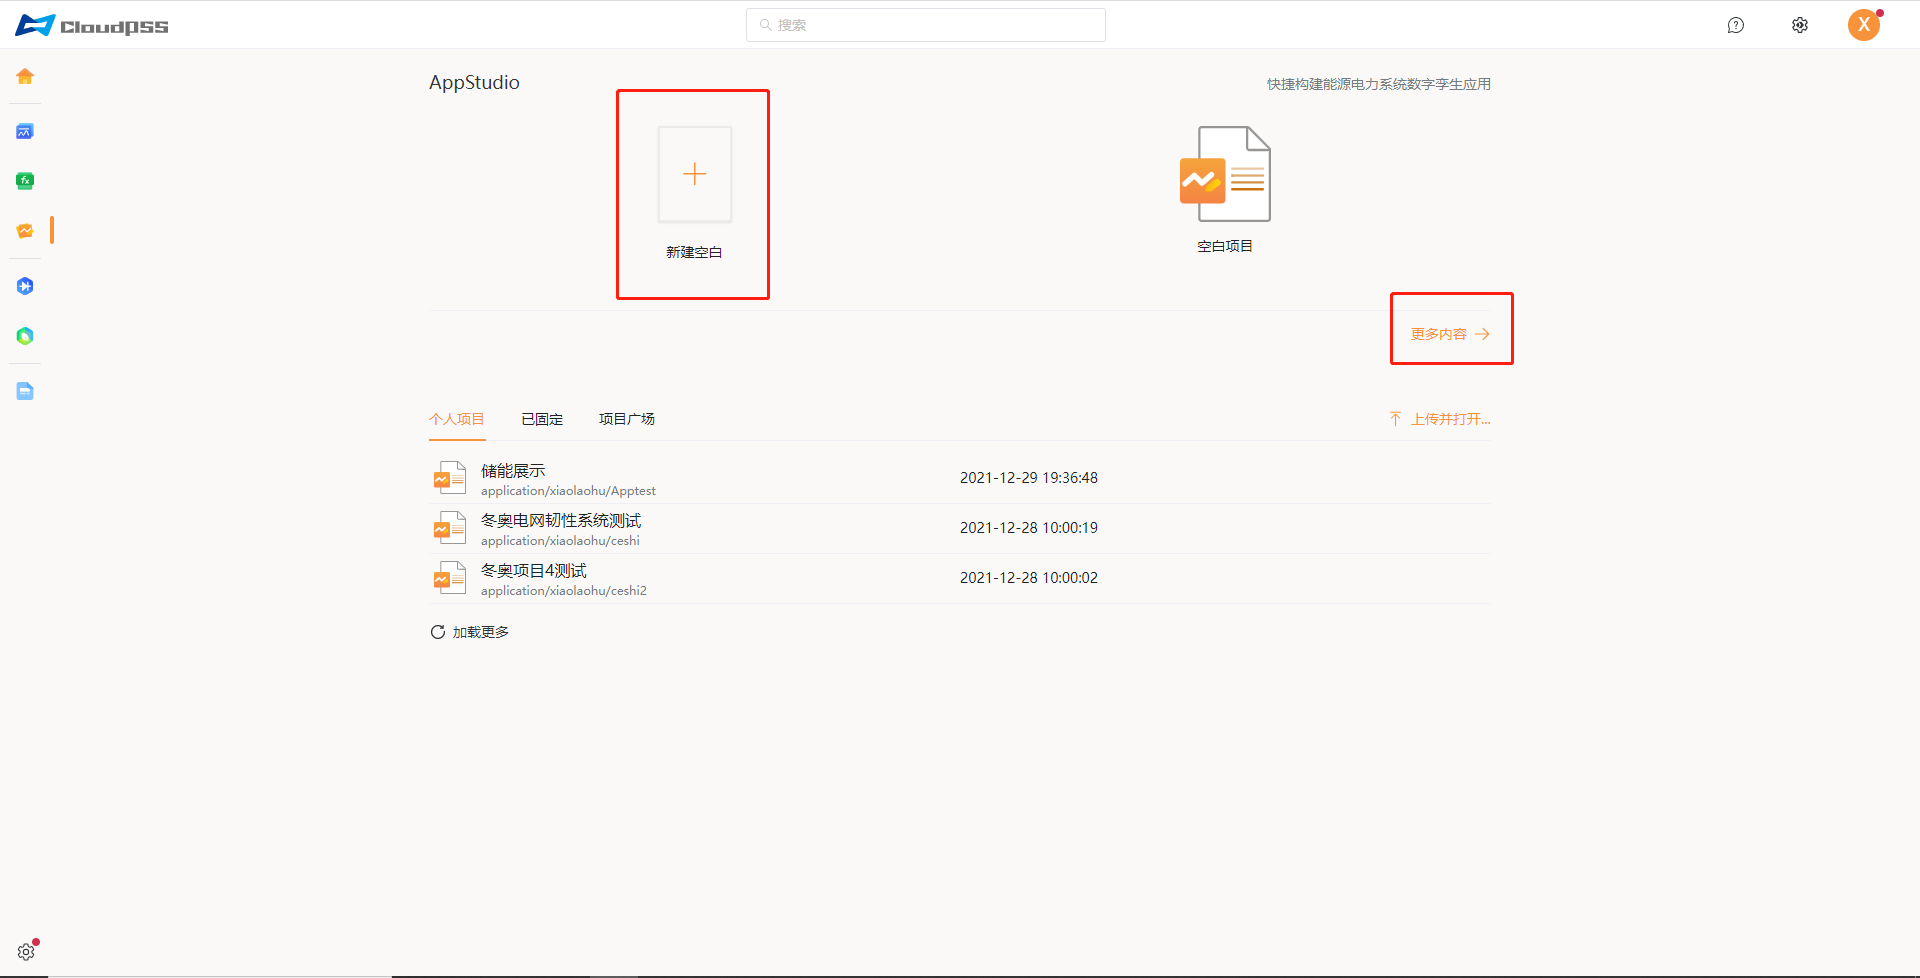 CloudPSS
搜索
X
AppStudio
快捷构建能源电力系统数字孪生应用
新建空白
空白项目
更多内容
个人项目 已固定 项目广场
上传并打开...
储能展示
application/xiaolaohu/Apptest
2021-12-29 19:36:48
冬奥电网韧性系统测试
application/xiaolaohu/ceshi
2021-12-28 10:00:19
冬奥项目4测试
application/xiaolaohu/ceshi2
2021-12-28 10:00:02
加载更多